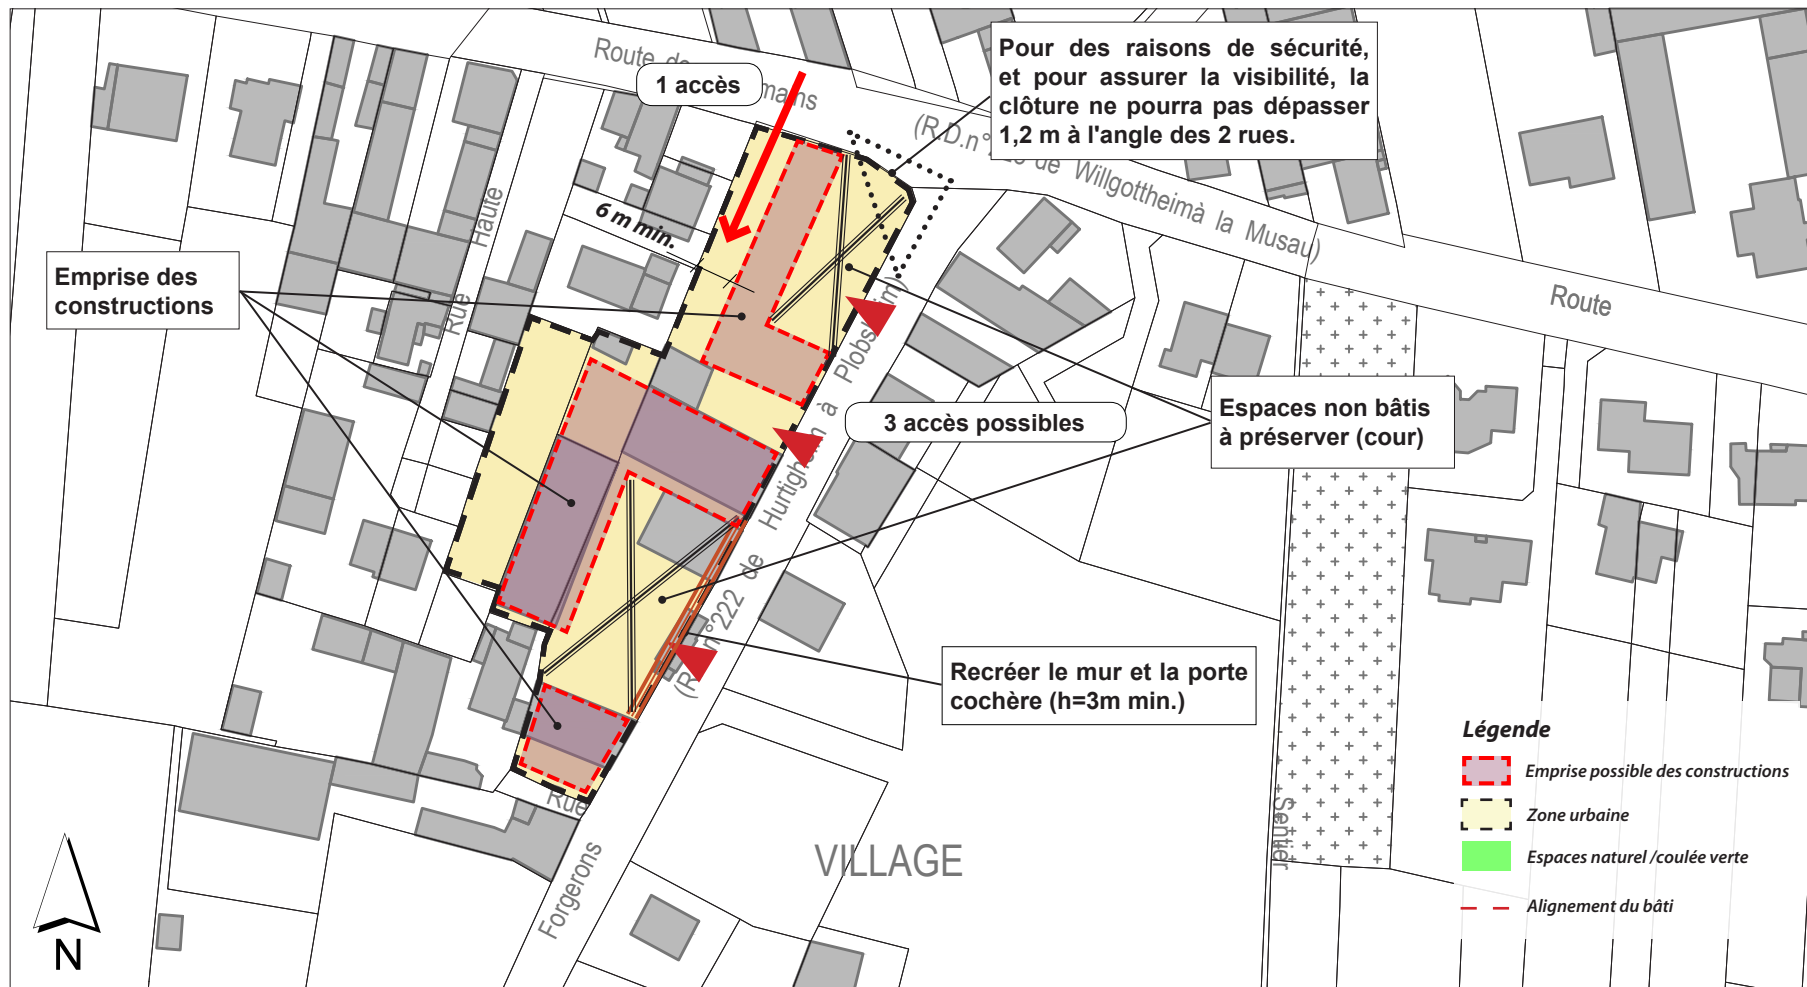 Route de
mains
1 accès
Pour des raisons de sécurité,
et pour assurer la visibilité, la
clôture ne pourra pas dépasser
1,2 m à l'angle des 2 rues.
(R.D.n°
de Willgottheimà la Musau)
Route
Rue Haute
6 m min.
Emprise des
constructions
Hurtigheim à Plobsheim)
n°222 de
3 accès possibles
Espaces non bâtis
à préserver (cour)
Recréer le mur et la porte
cochère (h=3m min.)
Rue
Forgerons
VILLAGE
Sentier
N
Légende
Emprise possible des constructions
Zone urbaine
Espaces naturel /coulée verte
Alignement du bâti